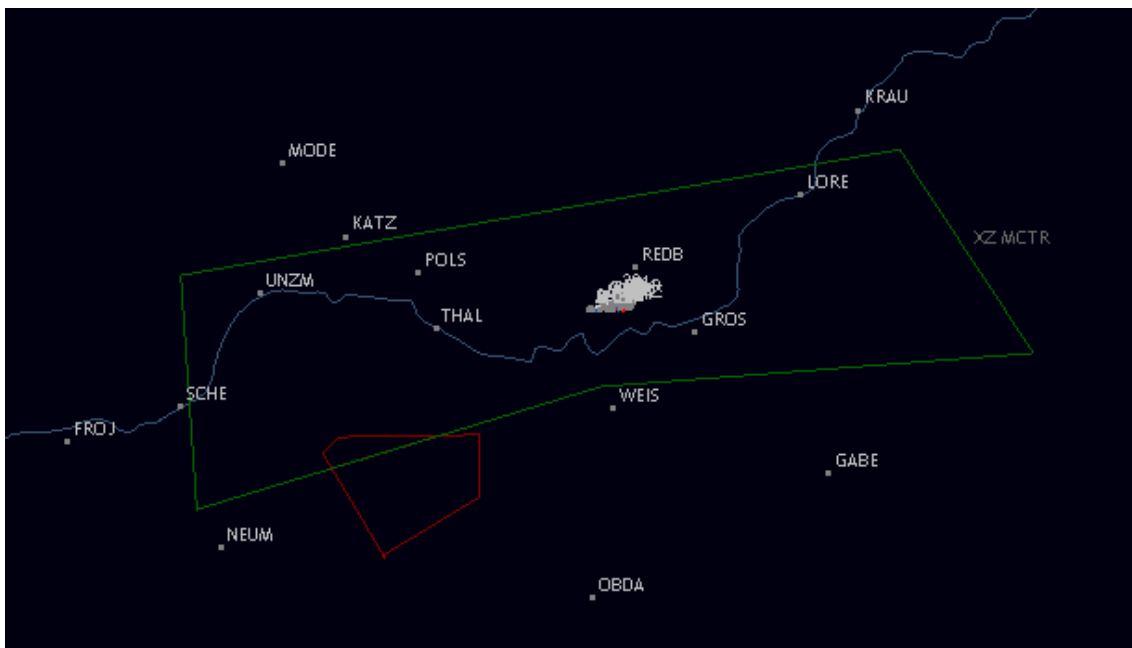 KRAU
MODE
LORE
KATZ
XZ MCTR
REDB
POLS
UNZM
THAL
GROS
SCHE
WEIS
FROJ
GABE
NEUM
OBDA